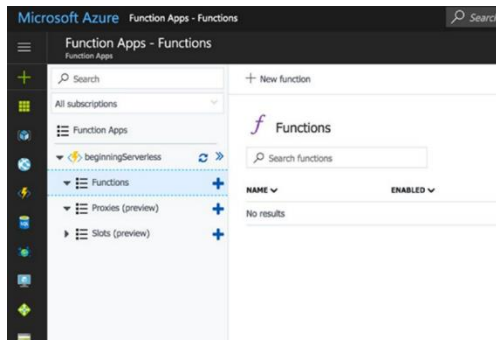 Microsoft Azure Function Apps - Functions
Search
Function Apps - Functions
Function Apps
Search
All subscriptions
Function Apps
beginningServerless
Functions
Proxies (preview)
Slots (preview)
New function
Functions
Search functions
NAME
ENABLED
No results